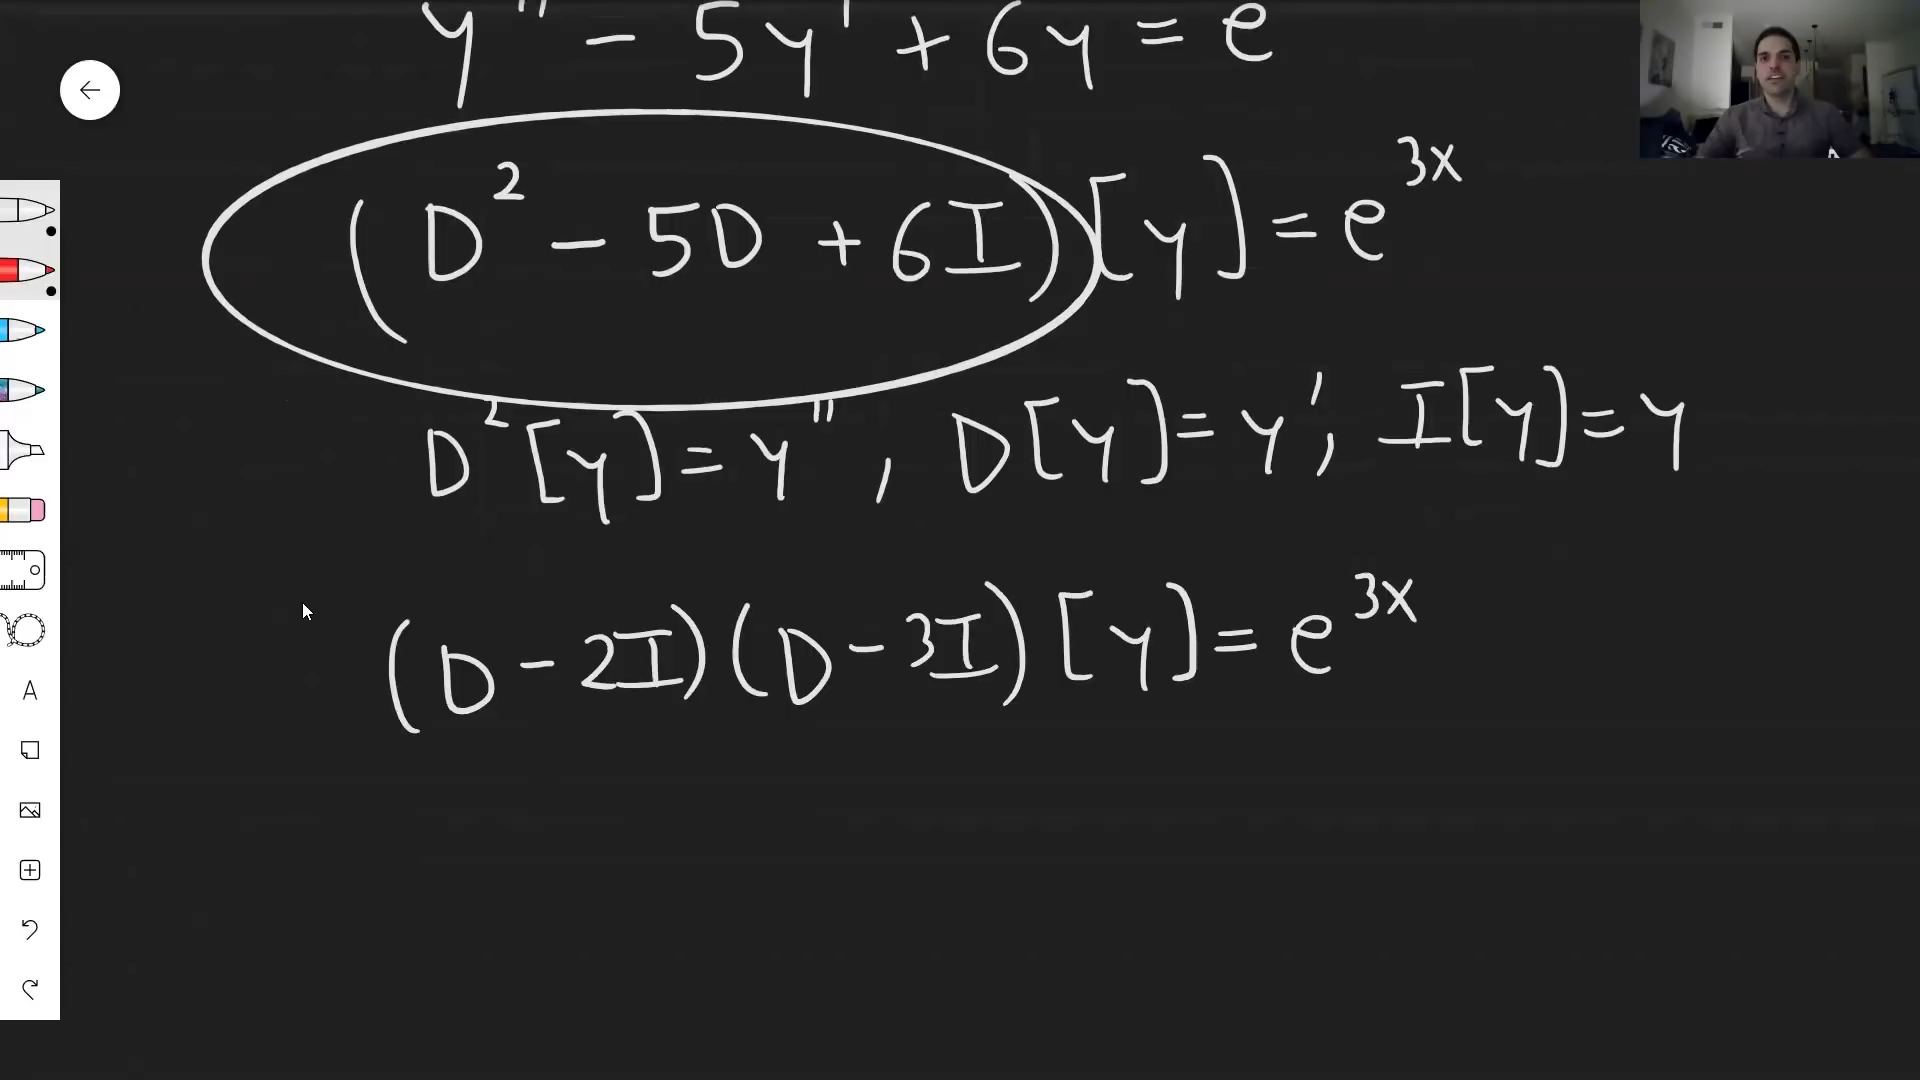 y'' - 5y' + 6y = e
(D² - 5D + 6I)[y] = e^{3x}
D²[y] = y'', D[y] = y', I[y] = y
(D - 2I)(D - 3I)[y] = e^{3x}
A